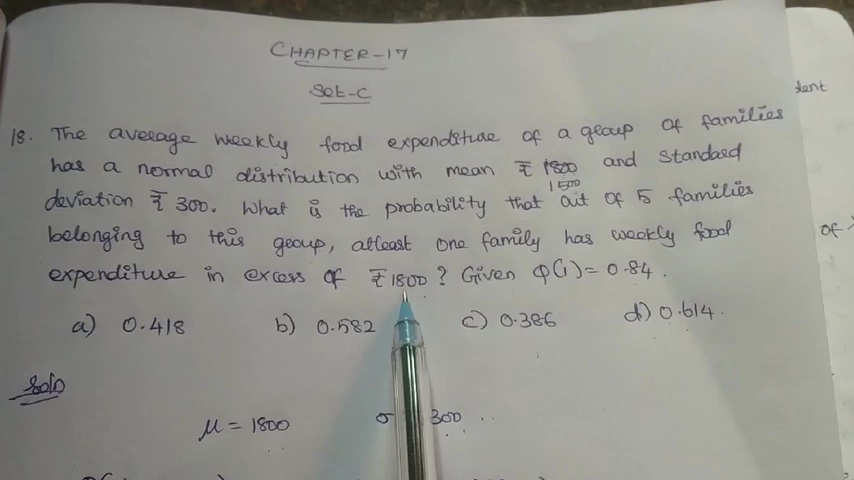 CHAPTER-17
Set-C
18. The average weekly food expenditure of a group of families
has a normal distribution with mean ₹ 1800 and standard
1500
deviation ₹ 300. What is the probability that out of 5 families
belonging to this group, atleast one family has weekly food
expenditure in excess of ₹ 1800 ? Given φ(1) = 0.84.
a) 0.418 b) 0.582 c) 0.386 d) 0.614.
Soln
μ = 1800 σ 300
of